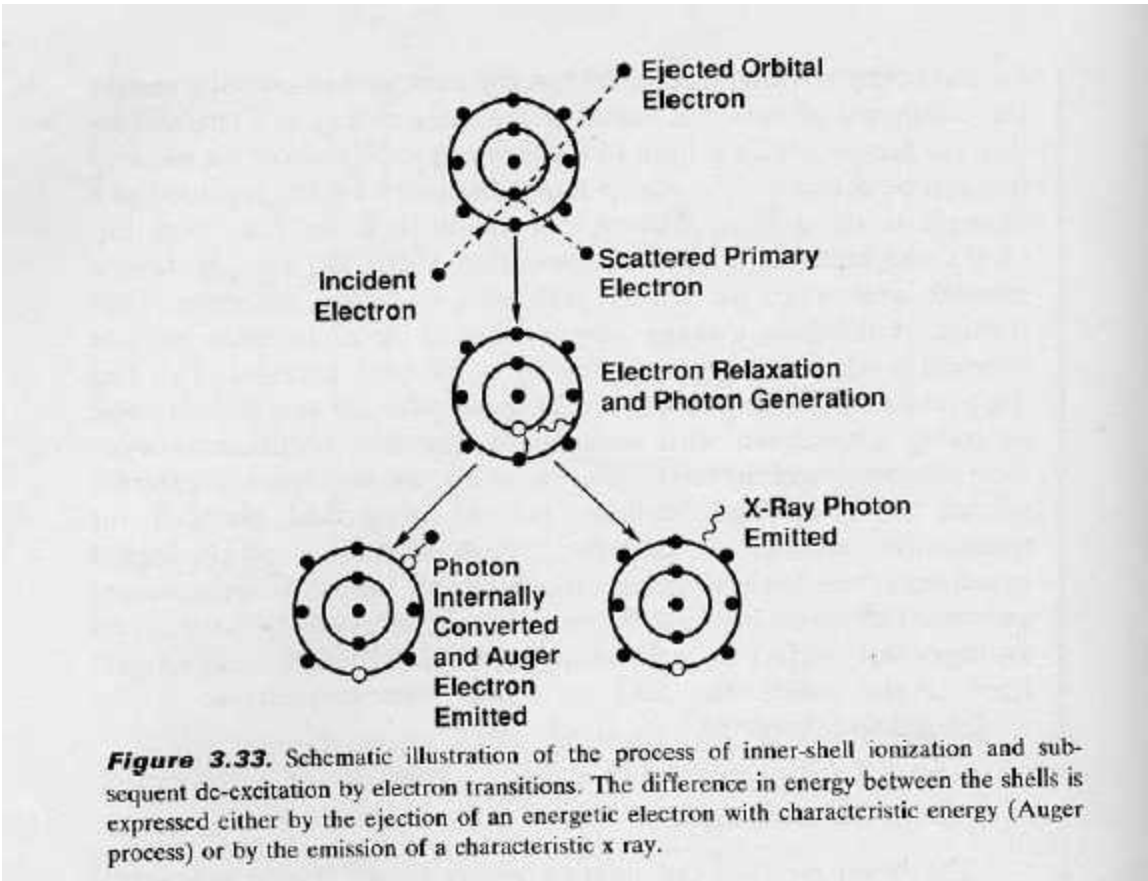 Ejected Orbital
Electron
Incident
Electron
Scattered Primary
Electron
Electron Relaxation
and Photon Generation
X-Ray Photon
Emitted
Photon
Internally
Converted
and Auger
Electron
Emitted
Figure 3.33. Schematic illustration of the process of inner-shell ionization and sub-
sequent de-excitation by electron transitions. The difference in energy between the shells is
expressed either by the ejection of an energetic electron with characteristic energy (Auger
process) or by the emission of a characteristic x ray.